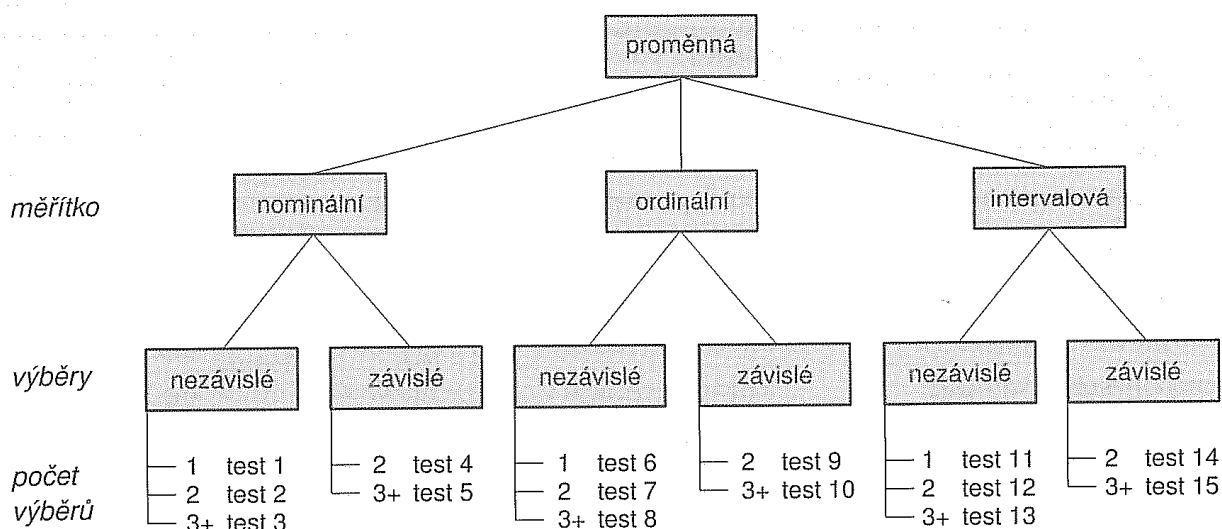 proměnná
měřítko nominální ordinální intervalová
výběry nezávislé závislé nezávislé závislé nezávislé závislé
počet výběrů
1 test 1
2 test 2
3+ test 3
2 test 4
3+ test 5
1 test 6
2 test 7
3+ test 8
2 test 9
3+ test 10
1 test 11
2 test 12
3+ test 13
2 test 14
3+ test 15